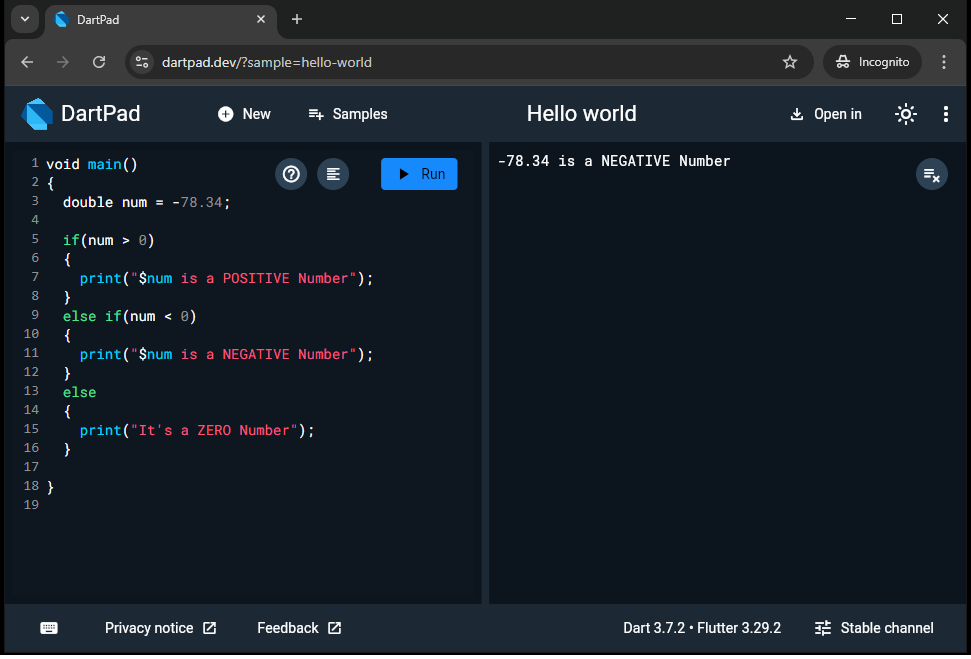 DartPad
dartpad.dev/?sample=hello-world
Incognito
DartPad
New
Samples
Hello world
Open in
1 void main()
2 {
3   double num = -78.34;
4
5   if(num > 0)
6   {
7     print("$num is a POSITIVE Number");
8   }
9   else if(num < 0)
10   {
11     print("$num is a NEGATIVE Number");
12   }
13   else
14   {
15     print("It's a ZERO Number");
16   }
17
18 }
19
Run
-78.34 is a NEGATIVE Number
Privacy notice
Feedback
Dart 3.7.2 • Flutter 3.29.2
Stable channel